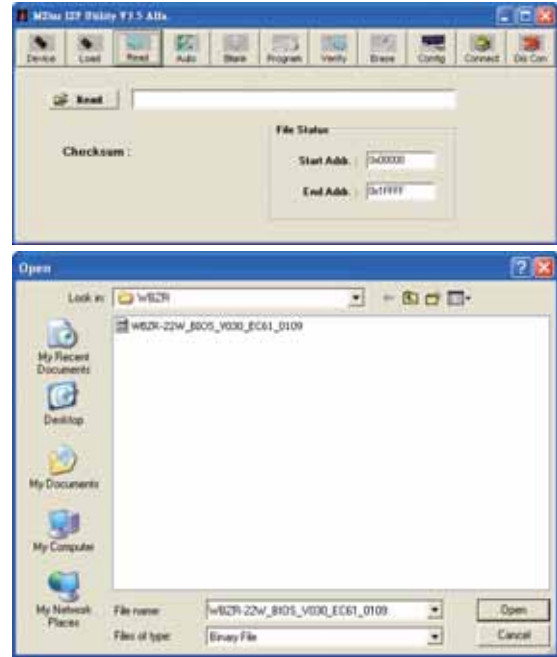 MStar ISP Utility V3.5 Alfa.
Device Load Read Auto Blank Program Verify Erase Config Connect Dis Con
Read
File Status
Checksum :
Start Addr. : 0x00000
End Addr. : 0x1FFFF
Open
Look in: WBZR
My Recent
Documents
WBZR-22W_BIOS_V030_EC61_0109
Desktop
My Documents
My Computer
My Network
Places
File name: WBZR-22W_BIOS_V030_EC61_0109 Open
Files of type: Binary File Cancel